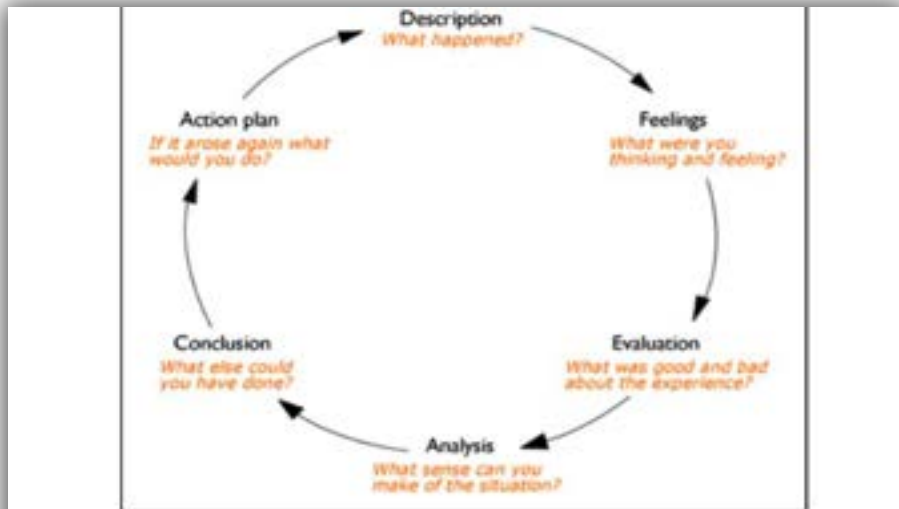 Description
What happened?
Feelings
What were you
thinking and feeling?
Evaluation
What was good and bad
about the experience?
Analysis
What sense can you
make of the situation?
Conclusion
What else could
you have done?
Action plan
If it arose again what
would you do?